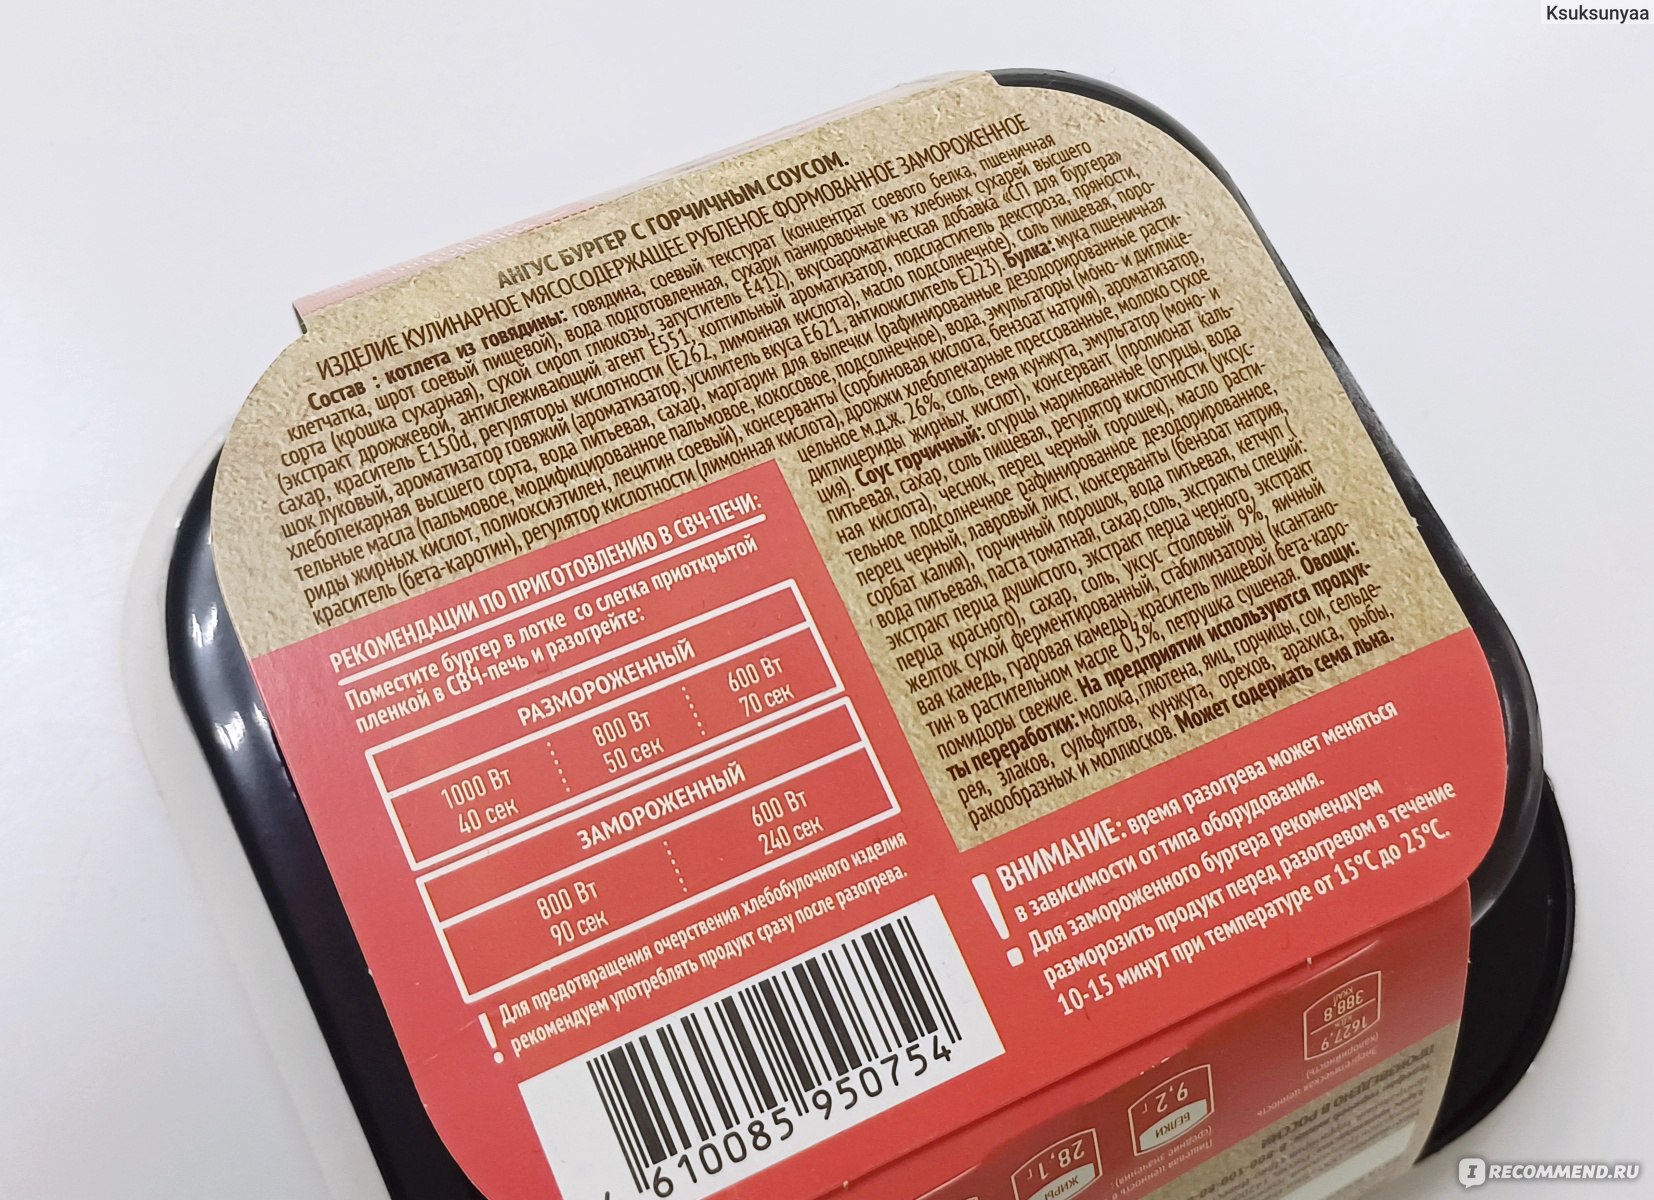 Ksuksunyaa
АНГУС БУРГЕР С ГОРЧИЧНЫМ СОУСОМ.
ИЗДЕЛИЕ КУЛИНАРНОЕ МЯСОСОДЕРЖАЩЕЕ РУБЛЕНОЕ ФОРМОВАННОЕ ЗАМОРОЖЕННОЕ
Состав : котлета из говядины: говядина, соевый текстурат (концентрат соевого белка, пшеничная
клетчатка, шрот соевый пищевой), вода подготовленная, сухари панировочные из хлебных сухарей высшего
сорта (крошка сухарная), сухой сироп глюкозы, загуститель Е412), вкусоароматическая добавка «СП для бургера»
(экстракт дрожжевой, антислеживающий агент Е551, коптильный ароматизатор, подсластитель декстроза, пряности,
сахар, краситель Е150d, регуляторы кислотности (Е262, лимонная кислота), масло подсолнечное), соль пищевая, поро-
шок луковый, ароматизатор говяжий (ароматизатор, усилитель вкуса Е621, антиокислитель Е223). Булка: мука пшеничная
хлебопекарная высшего сорта, вода питьевая, сахар, маргарин для выпечки (рафинированные дезодорированные расти-
тельные масла (пальмовое, модифицированное пальмовое, кокосовое, подсолнечное), вода, эмульгаторы (моно- и диглице-
риды жирных кислот, полиоксиэтилен, лецитин соевый), консерванты (сорбиновая кислота, бензоат натрия), ароматизатор,
краситель (бета-каротин), регулятор кислотности (лимонная кислота), дрожжи хлебопекарные прессованные, молоко сухое
цельное м.д.ж. 26%, соль, семя кунжута, эмульгатор (моно- и
диглицериды жирных кислот), консервант (пропионат каль-
ция). Соус горчичный: огурцы маринованные (огурцы, вода
питьевая, сахар, соль пищевая, регулятор кислотности (уксус-
ная кислота), чеснок, перец черный горошек), масло расти-
тельное подсолнечное рафинированное дезодорированное,
перец черный, лавровый лист, консерванты (бензоат натрия,
сорбат калия), горчичный порошок, вода питьевая, кетчуп (
вода питьевая, паста томатная, сахар,соль, экстракты специй:
экстракт перца душистого, экстракт перца черного, экстракт
перца красного), сахар, соль, уксус столовый 9%, яичный
желток сухой ферментированный, стабилизаторы (ксантано-
вая камедь, гуаровая камедь), краситель пищевой бета-каро-
тин в растительном масле 0,3%, петрушка сушеная. Овощи:
помидоры свежие. На предприятии используются продук-
ты переработки: молока, глютена, яиц, горчицы, сои, сельде-
рея, злаков, сульфитов, кунжута, орехов, арахиса, рыбы,
ракообразных и моллюсков. Может содержать семя льна.
РЕКОМЕНДАЦИИ ПО ПРИГОТОВЛЕНИЮ В СВЧ-ПЕЧИ:
Поместите бургер в лотке со слегка приоткрытой
пленкой в СВЧ-печь и разогрейте:
РАЗМОРОЖЕННЫЙ
1000 Вт 800 Вт 600 Вт
40 сек 50 сек 70 сек
ЗАМОРОЖЕННЫЙ
800 Вт 600 Вт
90 сек 240 сек
! Для предотвращения очерствения хлебобулочного изделия
рекомендуем употреблять продукт сразу после разогрева.
! ВНИМАНИЕ: время разогрева может меняться
в зависимости от типа оборудования.
! Для замороженного бургера рекомендуем
разморозить продукт перед разогревом в течение
10-15 минут при температуре от 15°С до 25°С.
610085 950754
Энергетическая ценность
(калорийность)
1627,9
кДж
388,8
ккал
БЕЛКИ
9,2 г
ЖИРЫ
28,1 г
IRECOMMEND.RU